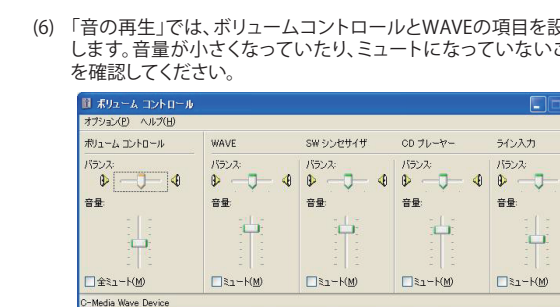 (6) 「音の再生」では、ボリュームコントロールとWAVEの項目を設
します。音量が小さくなっていたり、ミュートになっていないこ
を確認してください。
ボリューム コントロール
オプション(P) ヘルプ(H)
ボリューム コントロール WAVE SW シンセサイザ CD プレーヤー ライン入力
バランス: バランス: バランス: バランス: バランス:
音量: 音量: 音量: 音量: 音量:
全ミュート(M) ミュート(M) ミュート(M) ミュート(M) ミュート(M)
C-Media Wave Device